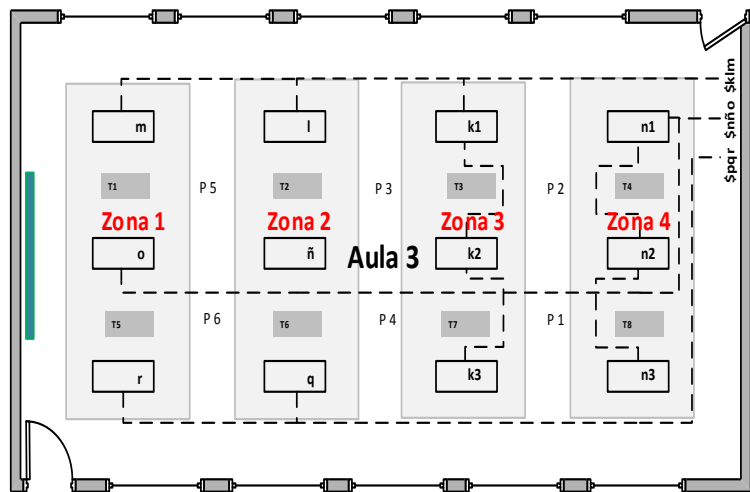 $klm
$nño
$pqr
m l k1 n1
T1 P 5 T2 P 3 T3 P 2 T4
Zona 1 Zona 2 Zona 3 Zona 4
o ñ Aula 3 k2 n2
T5 P 6 T6 P 4 T7 P 1 T8
r q k3 n3